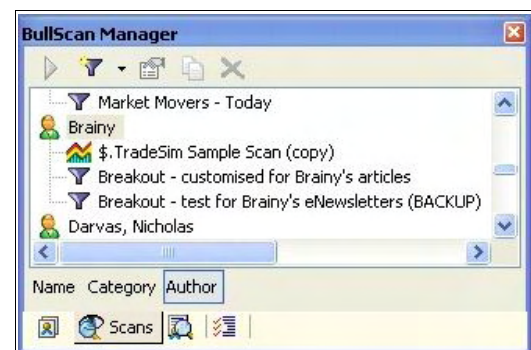 BullScan Manager
Market Movers - Today
Brainy
$.TradeSim Sample Scan (copy)
Breakout - customised for Brainy's articles
Breakout - test for Brainy's eNewsletters (BACKUP)
Darvas, Nicholas
Name Category Author
Scans